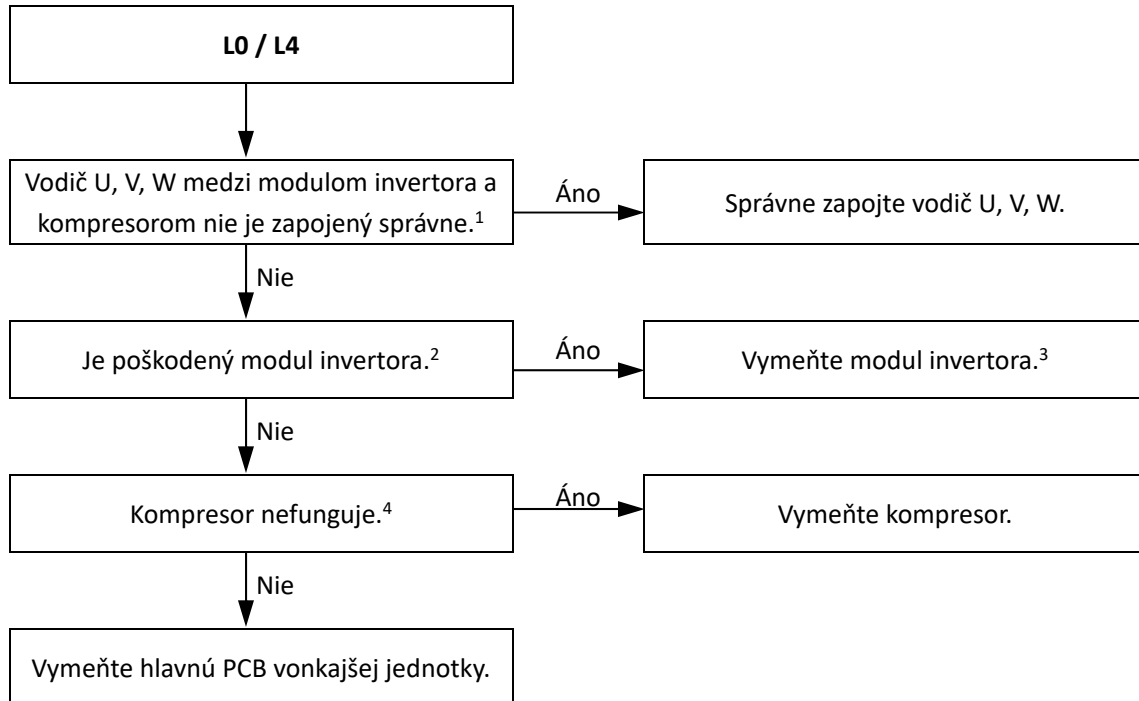 L0 / L4
Vodič U, V, W medzi modulom invertora a
kompresorom nie je zapojený správne.¹
Áno
Správne zapojte vodič U, V, W.
Nie
Je poškodený modul invertora.²
Áno
Vymeňte modul invertora.³
Nie
Kompresor nefunguje.⁴
Áno
Vymeňte kompresor.
Nie
Vymeňte hlavnú PCB vonkajšej jednotky.